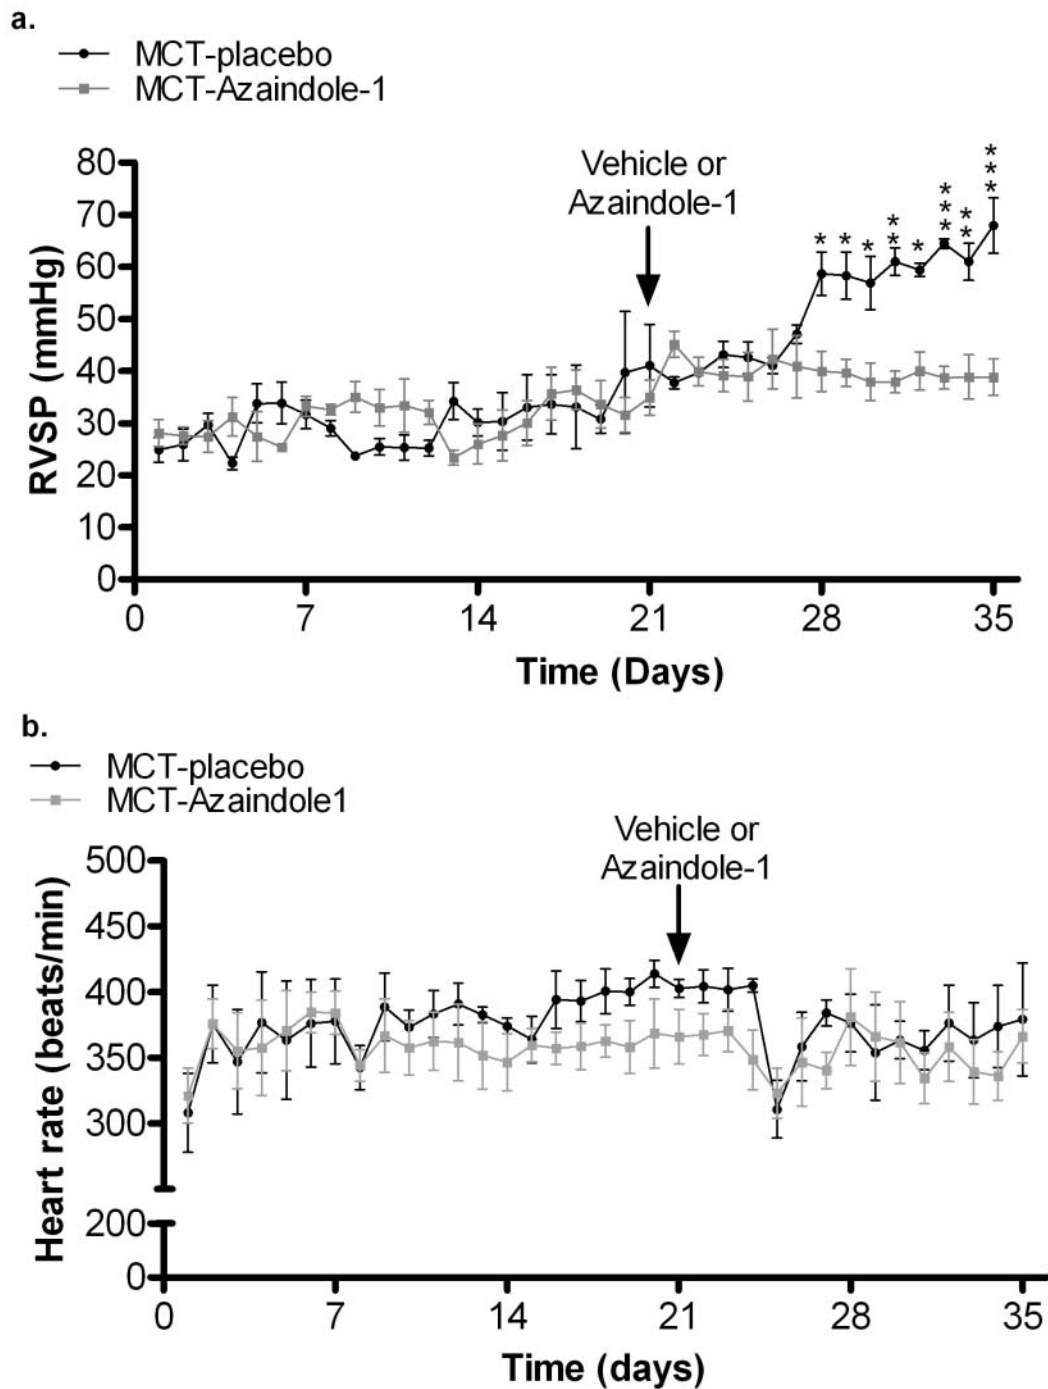 a.
MCT-placebo
MCT-Azaindole-1
Vehicle or
Azaindole-1
RVSP (mmHg)
80
70
60
50
40
30
20
10
0
* * * ** * *** ** ***
0 7 14 21 28 35
Time (Days)
b.
MCT-placebo
MCT-Azaindole1
Vehicle or
Azaindole-1
Heart rate (beats/min)
500
450
400
350
300
200
0
0 7 14 21 28 35
Time (days)